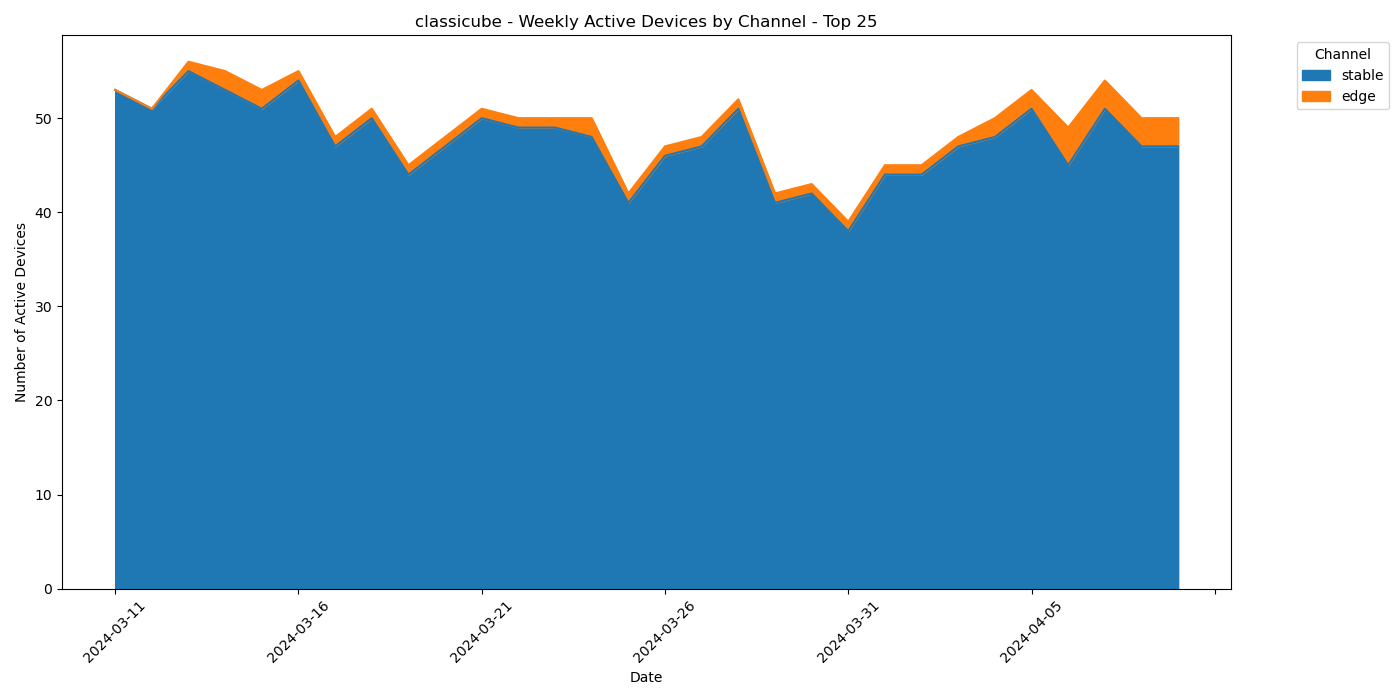 classicube - Weekly Active Devices by Channel - Top 25
Channel
stable
edge
Number of Active Devices
50
40
30
20
10
0
2024-03-11
2024-03-16
2024-03-21
2024-03-26
2024-03-31
2024-04-05
Date